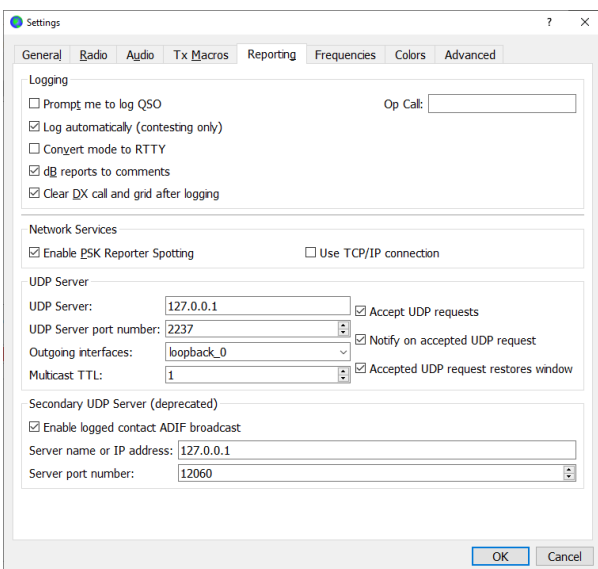 Settings
?
General Radio Audio Tx Macros Reporting Frequencies Colors Advanced
Logging
Prompt me to log QSO
Op Call:
Log automatically (contesting only)
Convert mode to RTTY
dB reports to comments
Clear DX call and grid after logging
Network Services
Enable PSK Reporter Spotting
Use TCP/IP connection
UDP Server
UDP Server: 127.0.0.1
Accept UDP requests
UDP Server port number: 2237
Notify on accepted UDP request
Outgoing interfaces: loopback_0
Accepted UDP request restores window
Multicast TTL: 1
Secondary UDP Server (deprecated)
Enable logged contact ADIF broadcast
Server name or IP address: 127.0.0.1
Server port number: 12060
OK Cancel